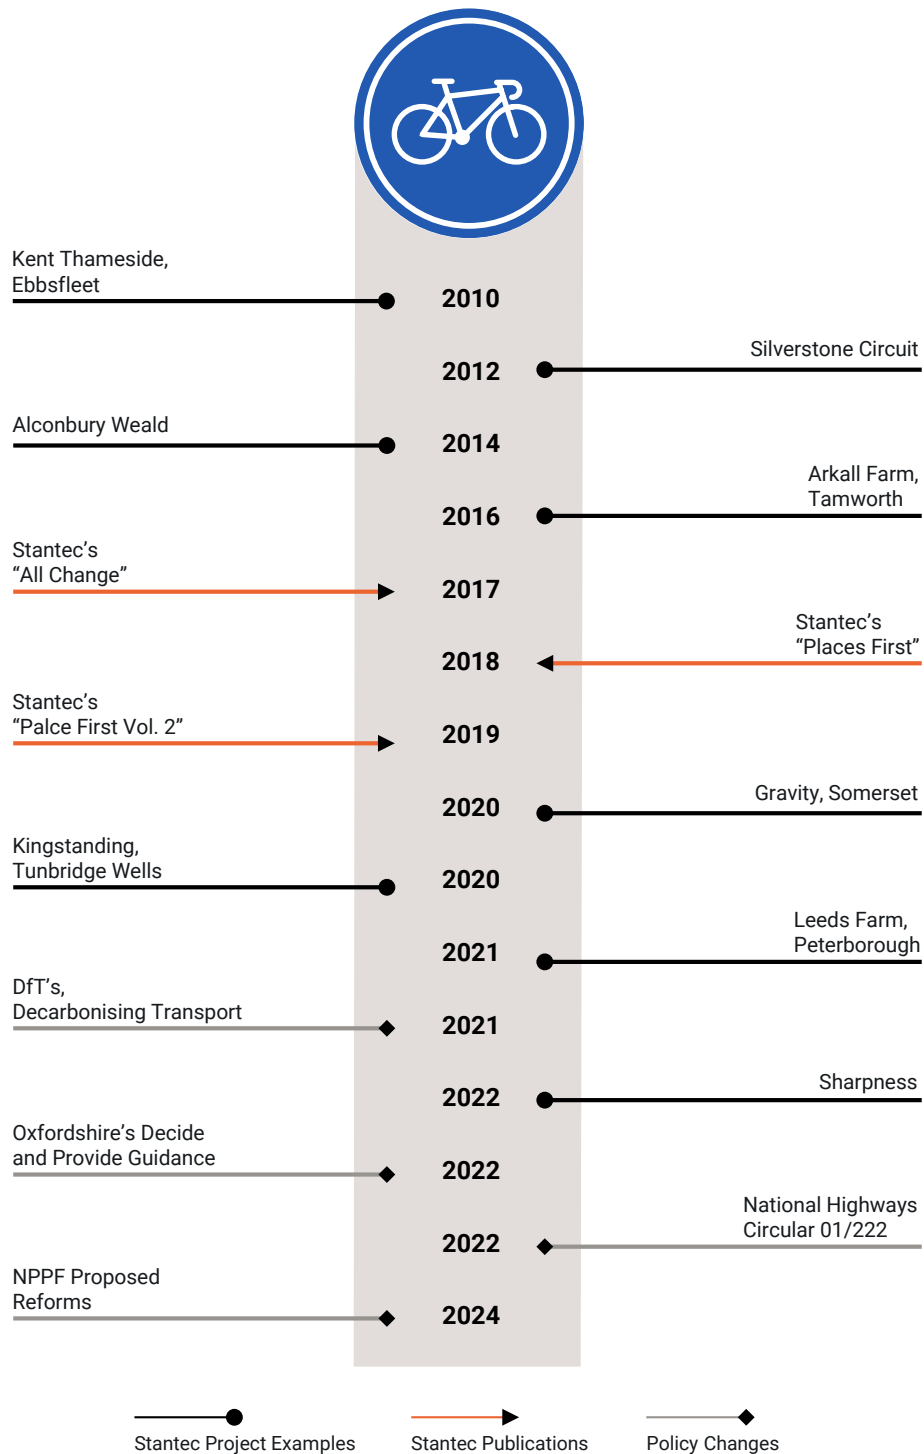 Kent Thameside,
Ebbsfleet
2010
Silverstone Circuit
2012
Alconbury Weald
2014
Arkall Farm,
Tamworth
2016
Stantec's
“All Change”
2017
Stantec's
“Places First”
2018
Stantec's
“Palce First Vol. 2”
2019
Gravity, Somerset
2020
Kingstanding,
Tunbridge Wells
2020
Leeds Farm,
Peterborough
2021
DfT's,
Decarbonising Transport
2021
Sharpness
2022
Oxfordshire's Decide
and Provide Guidance
2022
National Highways
Circular 01/222
2022
NPPF Proposed
Reforms
2024
Stantec Project Examples
Stantec Publications
Policy Changes